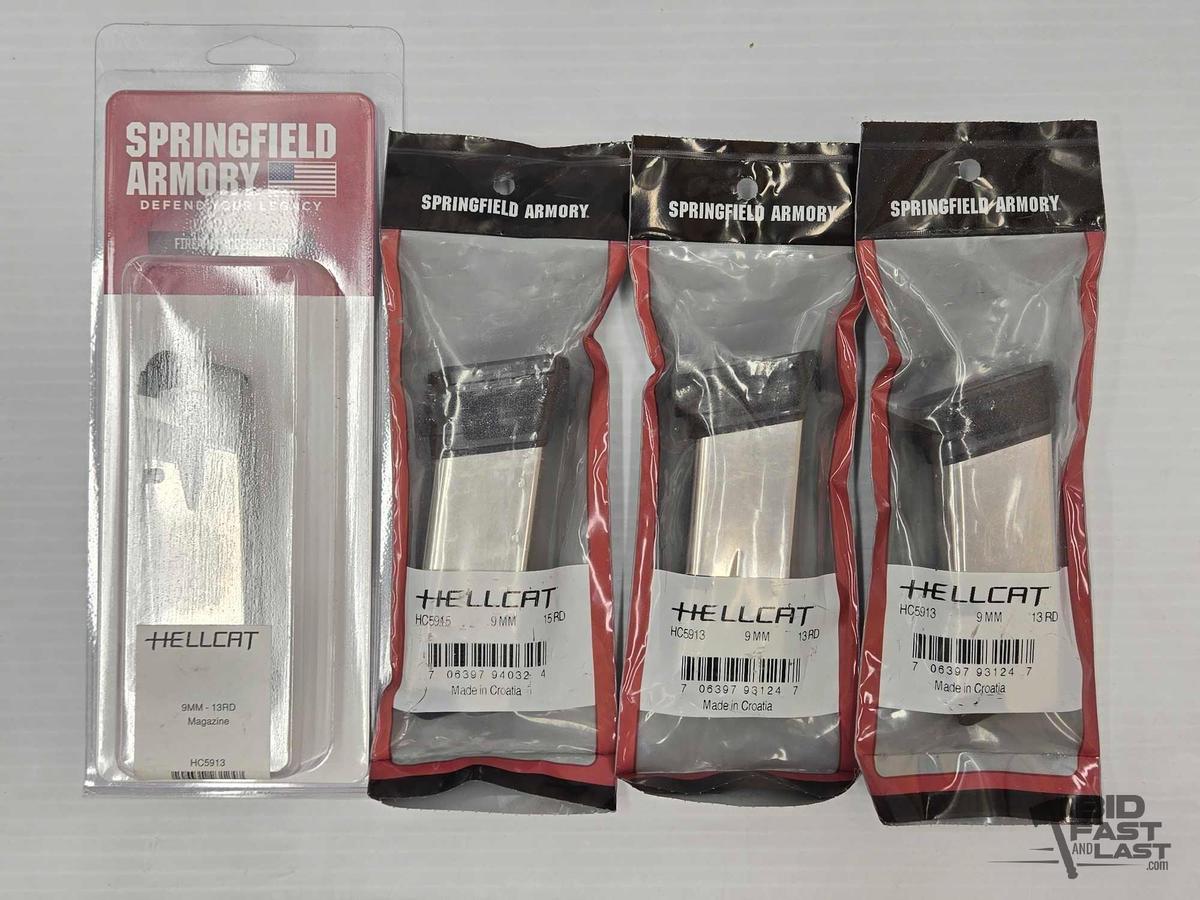 SPRINGFIELD
ARMORY
DEFEND YOUR LEGACY
HELLCAT
9MM - 13RD
Magazine
HC5913
SPRINGFIELD ARMORY.
HELLCAT
HC5915 9 MM 15 RD
7 06397 94032 4
Made in Croatia
SPRINGFIELD ARMORY
HELLCAT
HC5913 9 MM 13 RD
7 06397 93124 7
Made in Croatia
SPRINGFIELD ARMORY
HELLCAT
HC5913 9 MM 13 RD
7 06397 93124 7
Made in Croatia
BID
FAST
AND LAST
.com